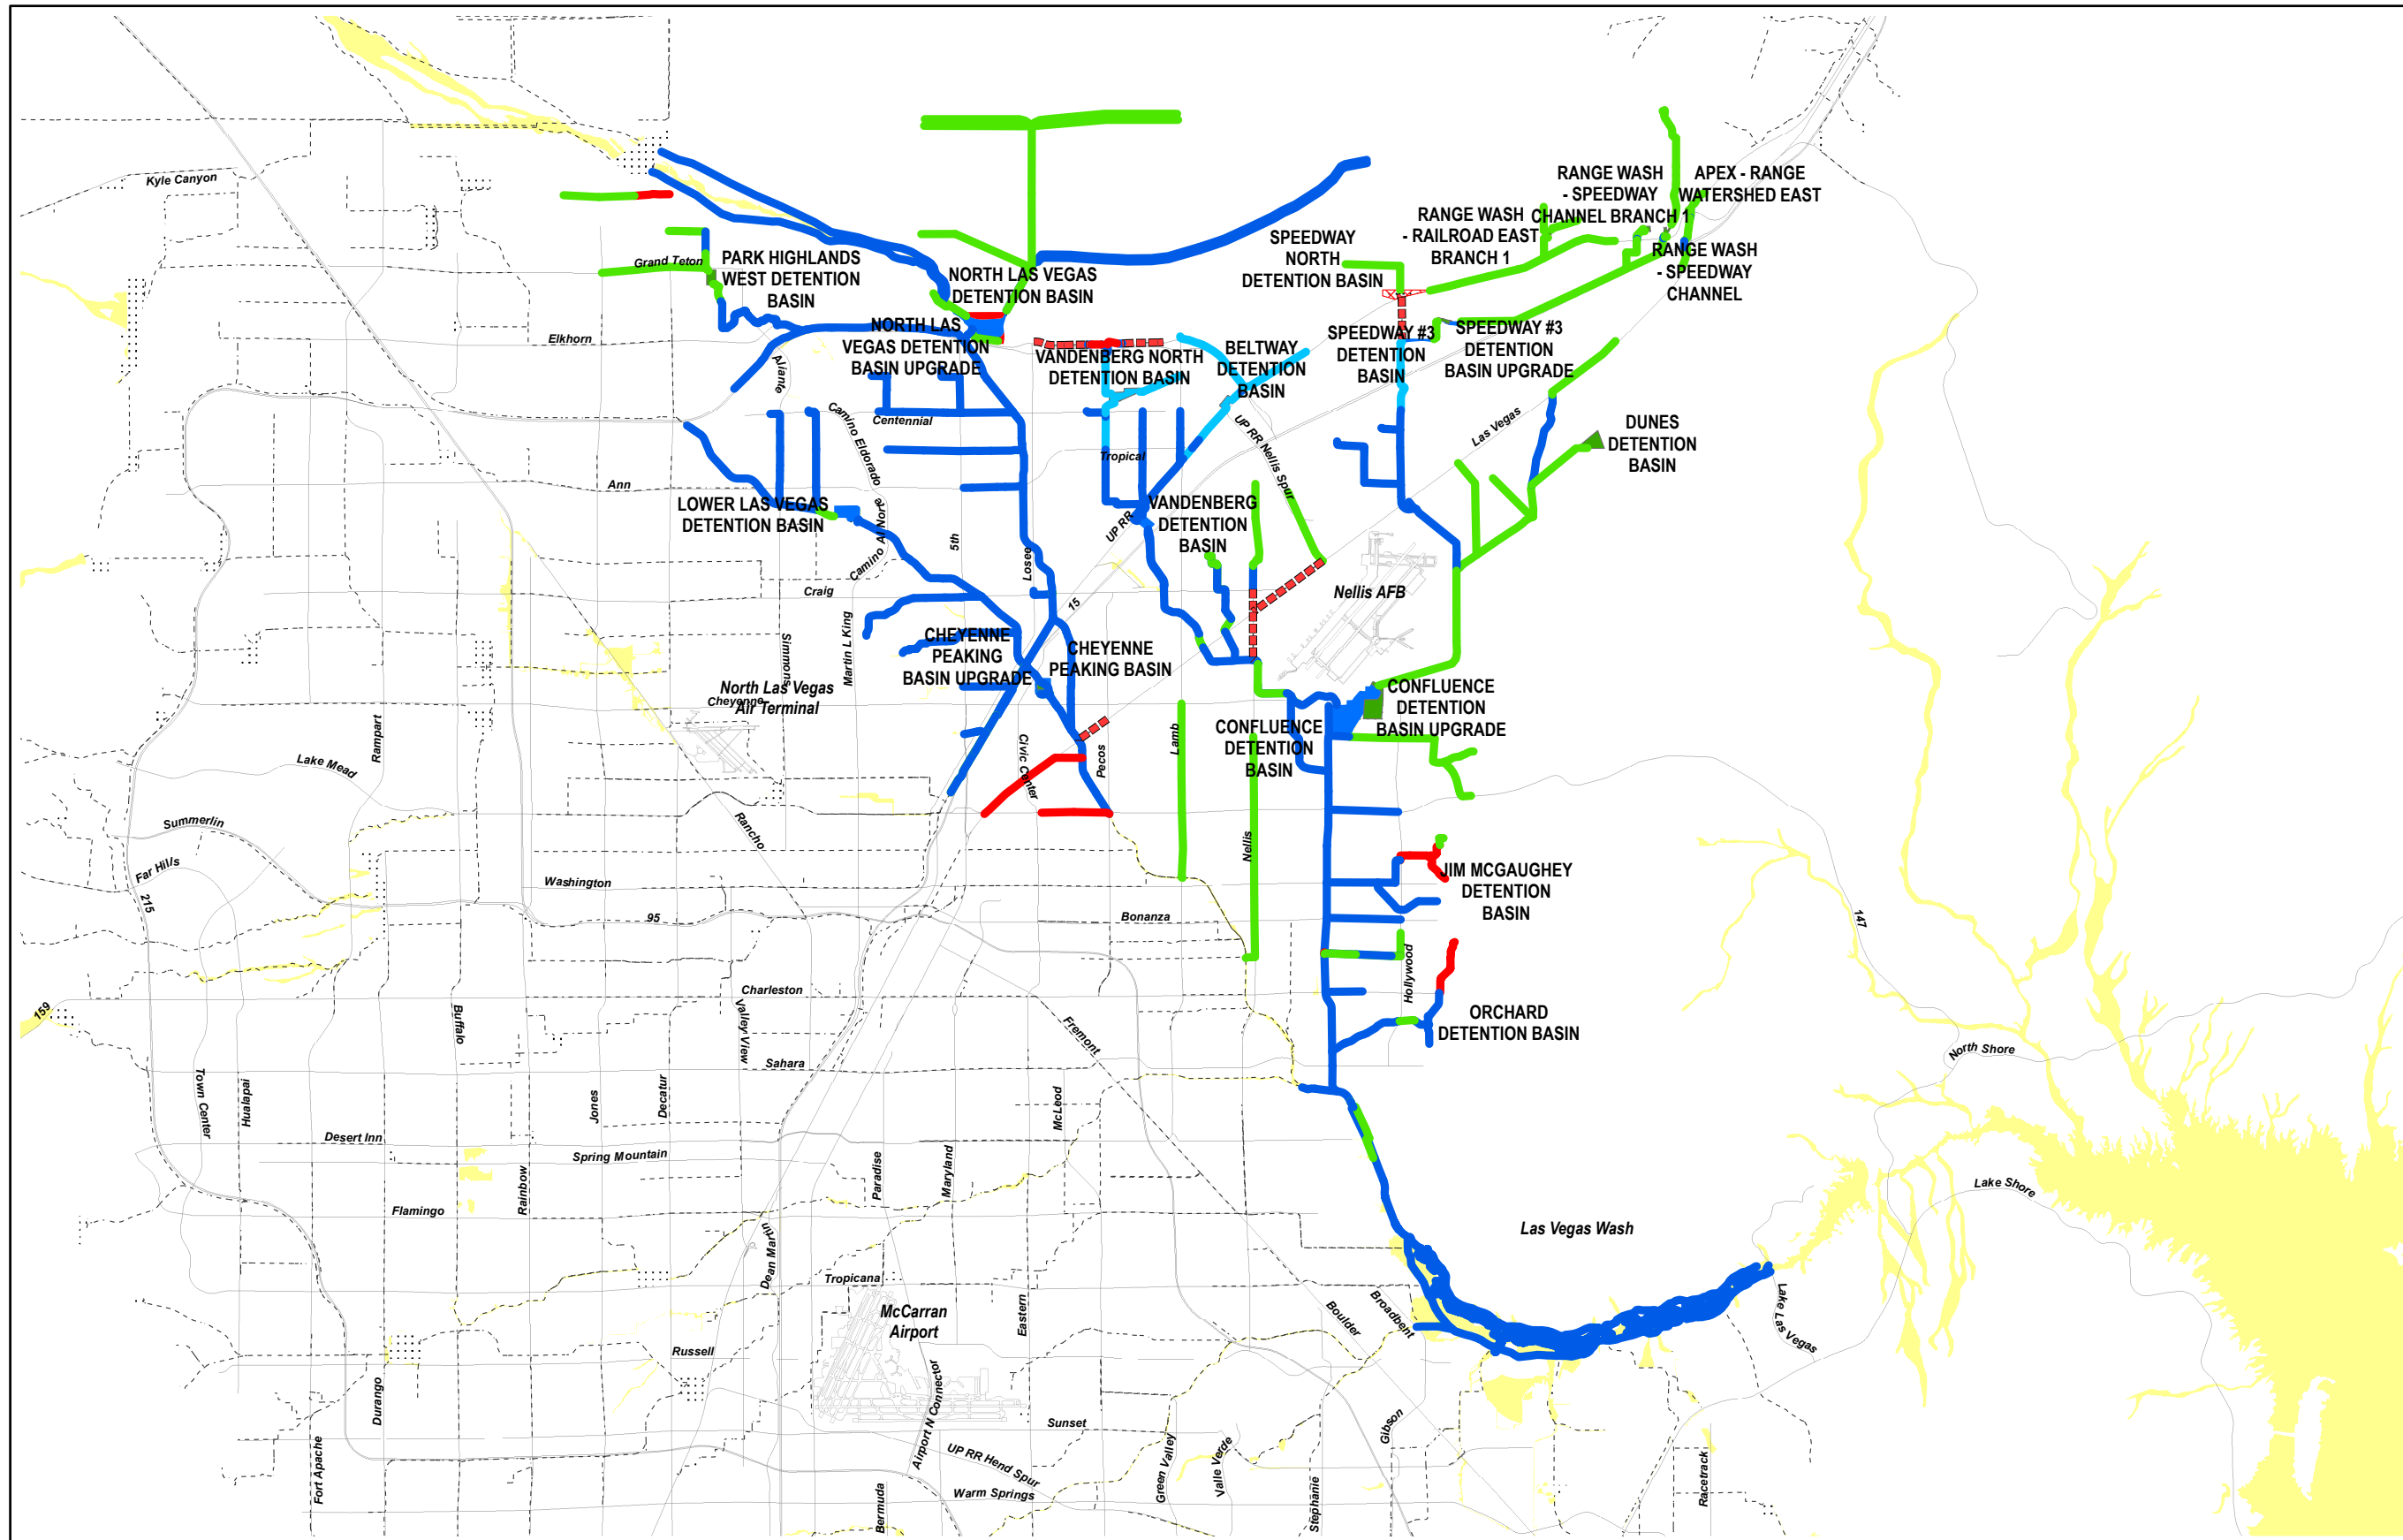 Kyle Canyon
RANGE WASH
- SPEEDWAY
CHANNEL BRANCH 1
APEX - RANGE
WATERSHED EAST
RANGE WASH
- RAILROAD EAST
BRANCH 1
SPEEDWAY
NORTH
DETENTION BASIN
RANGE WASH
- SPEEDWAY
CHANNEL
Grand Teton
PARK HIGHLANDS
WEST DETENTION
BASIN
NORTH LAS VEGAS
DETENTION BASIN
NORTH LAS
VEGAS DETENTION
BASIN UPGRADE
Elkhorn
Aliante
VANDENBERG NORTH
DETENTION BASIN
BELTWAY
DETENTION
BASIN
SPEEDWAY #3
DETENTION
BASIN
SPEEDWAY #3
DETENTION
BASIN UPGRADE
Camino Eldorado
Centennial
UP RR Nellis Spur
Las Vegas
DUNES
DETENTION
BASIN
Tropical
Ann
LOWER LAS VEGAS
DETENTION BASIN
Camino Al Norte
5th
Losee
UP RR
VANDENBERG
DETENTION
BASIN
Craig
15
Nellis AFB
Martin L King
Simmons
CHEYENNE
PEAKING
BASIN UPGRADE
CHEYENNE
PEAKING BASIN
North Las Vegas
Air Terminal
Cheyenne
CONFLUENCE
DETENTION
BASIN UPGRADE
CONFLUENCE
DETENTION
BASIN
Rampart
Lake Mead
Civic Center
Pecos
Lamb
Summerlin
Rancho
Nellis
Far Hills
215
Washington
95
Bonanza
JIM MCGAUGHEY
DETENTION
BASIN
147
Hollywood
159
Charleston
Buffalo
Valley View
Fremont
ORCHARD
DETENTION BASIN
North Shore
Sahara
Town Center
Hualapai
Jones
Decatur
McLeod
Desert Inn
Spring Mountain
Rainbow
Paradise
Maryland
Lake Shore
Flamingo
Las Vegas Wash
Dean Martin
Tropicana
McCarran
Airport
Eastern
Boulder
Broadbent
Lake Las Vegas
Russell
Durango
Airport N Connector
Sunset
Gibson
Fort Apache
UP RR Hend Spur
Green Valley
Valle Verde
Stephanie
Racetrack
Warm Springs
Bermuda